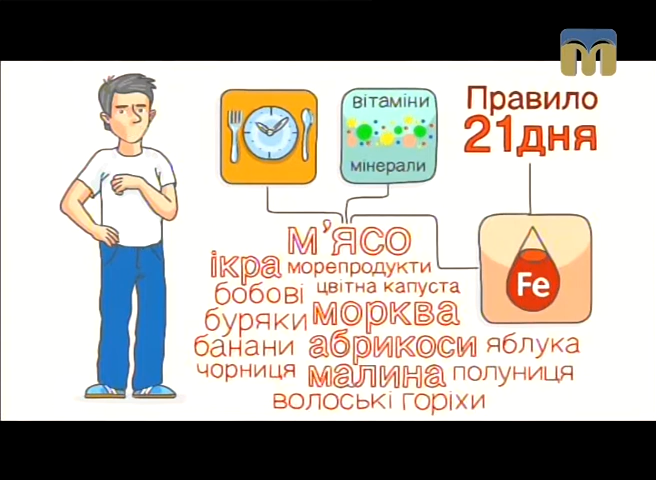 вітаміни
мінерали
Правило
21дня
Fe
м’ясо
ікра морепродукти
бобові цвітна капуста
буряки морква
банани абрикоси яблука
чорниця малина полуниця
волоські горіхи